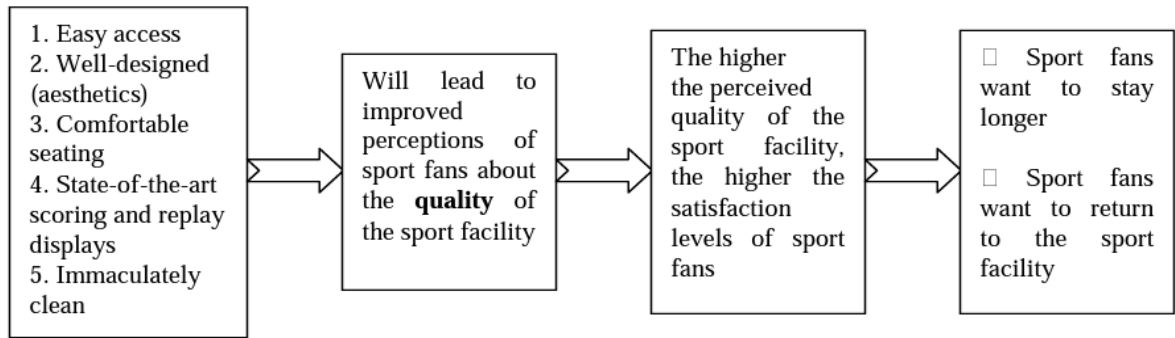 1. Easy access
2. Well-designed
(aesthetics)
3. Comfortable
seating
4. State-of-the-art
scoring and replay
displays
5. Immaculately
clean
Will lead to
improved
perceptions of
sport fans about
the quality of
the sport facility
The higher
the perceived
quality of the
sport facility,
the higher the
satisfaction
levels of sport
fans
□ Sport fans
want to stay
longer
□ Sport fans
want to return
to the sport
facility